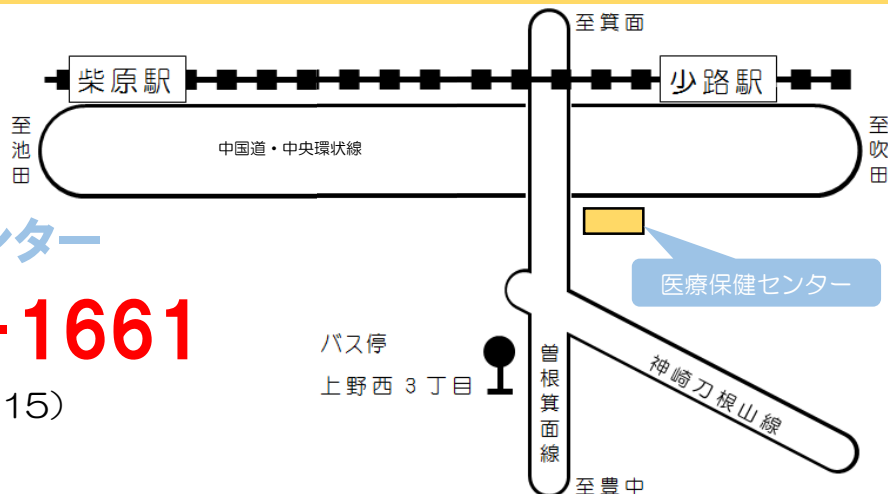 至箕面
柴原駅
少路駅
至池田
中国道・中央環状線
至吹田
ンター
医療保健センター
-1661
バス停
上野西３丁目
15）
曽根箕面線
神崎刀根山線
至豊中